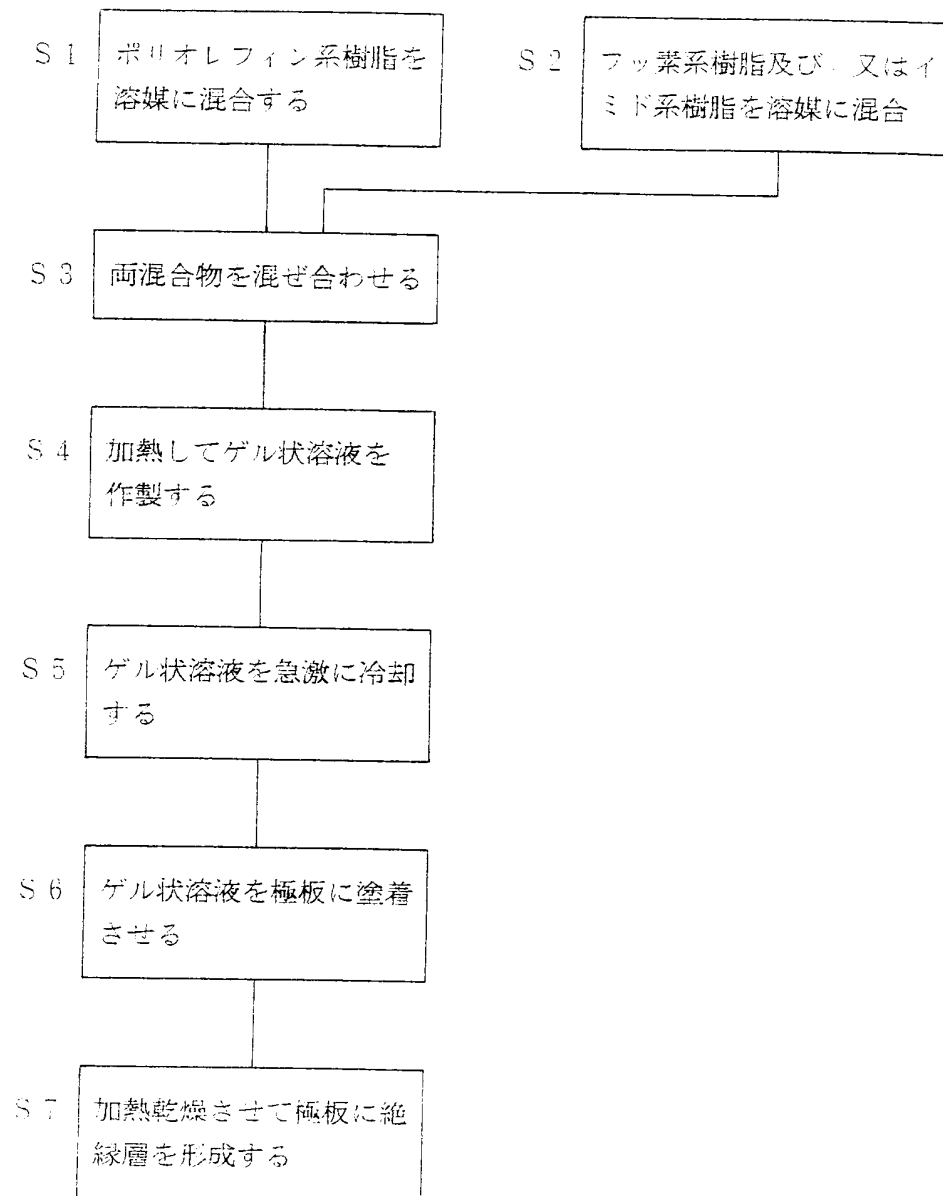 S1
ポリオレフィン系樹脂を
溶媒に混合する
S2
フッ素系樹脂及び/又はイ
ミド系樹脂を溶媒に混合
S3
両混合物を混ぜ合わせる
S4
加熱してゲル状溶液を
作製する
S5
ゲル状溶液を急激に冷却
する
S6
ゲル状溶液を極板に塗着
させる
S7
加熱乾燥させて極板に絶
縁層を形成する